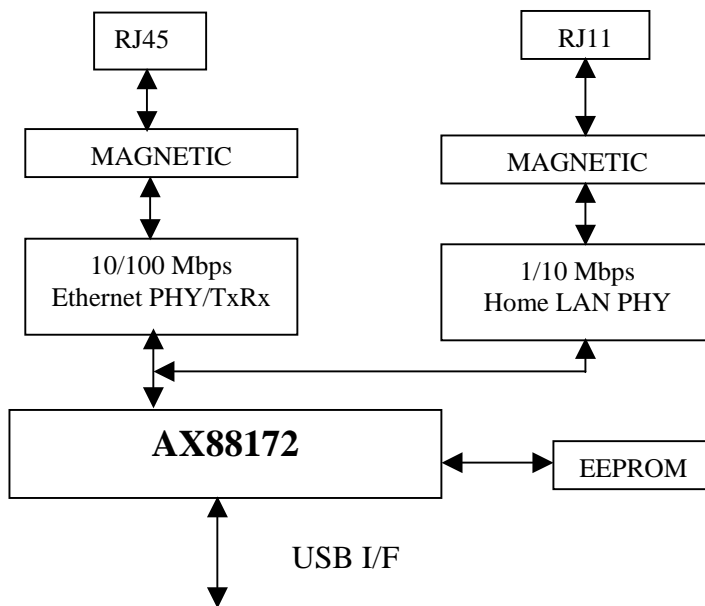 RJ45
RJ11
MAGNETIC
MAGNETIC
10/100 Mbps
Ethernet PHY/TxRx
1/10 Mbps
Home LAN PHY
AX88172
EEPROM
USB I/F